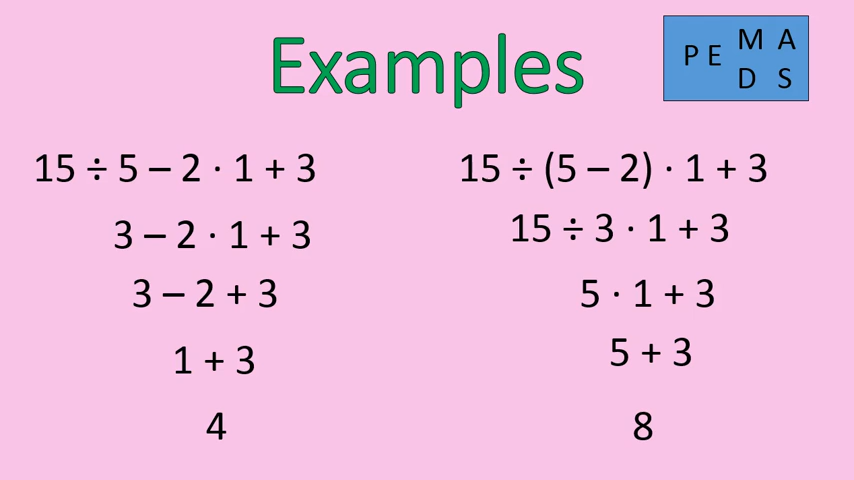 Examples
P E M A
D S
15 ÷ 5 – 2 · 1 + 3
3 – 2 · 1 + 3
3 – 2 + 3
1 + 3
4
15 ÷ (5 – 2) · 1 + 3
15 ÷ 3 · 1 + 3
5 · 1 + 3
5 + 3
8